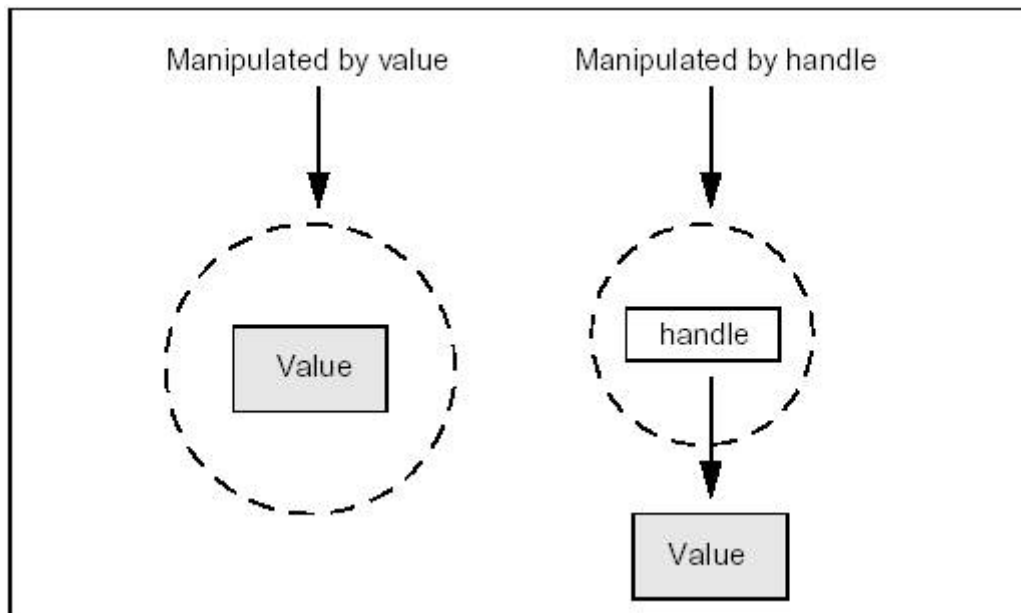 Manipulated by value
Manipulated by handle
Value
handle
Value